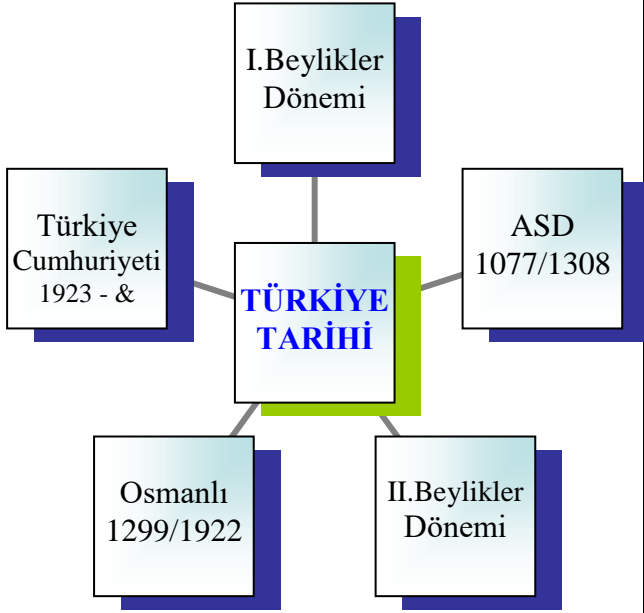 I.Beylikler
Dönemi
Türkiye
Cumhuriyeti
1923 - &
ASD
1077/1308
TÜRKİYE
TARİHİ
Osmanlı
1299/1922
II.Beylikler
Dönemi